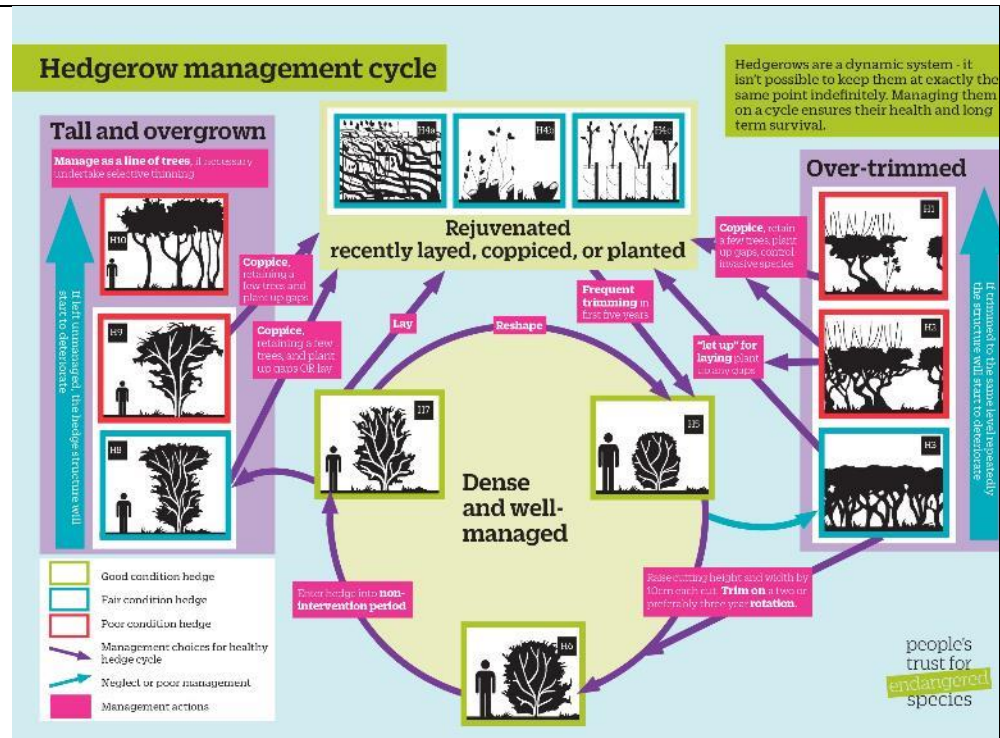 Hedgerow management cycle
Hedgerows are a dynamic system - it
isn't possible to keep them at exactly the
same point indefinitely. Managing them
on a cycle ensures their health and long
term survival.
Tall and overgrown
Manage as a line of trees, if necessary
undertake selective thinning
H10
H9
H8
If left unmanaged, the hedge structure will
start to deteriorate
H4a
H4b
H4c
Rejuvenated
recently layed, coppiced, or planted
Over-trimmed
H1
H2
H3
If trimmed to the same level repeatedly
the structure will start to deteriorate
Coppice,
retaining a
few trees and
plant up gaps
Coppice,
retaining a few
trees, and plant
up gaps OR lay
Lay
Reshape
Frequent
trimming in
first five years
Coppice, retain
a few trees, plant
up gaps, control
invasive species
"let up" for
laying plant
up any gaps
H7
H5
Dense
and well-
managed
Enter hedge into non-
intervention period
Raise cutting height and width by
10cm each cut. Trim on a two or
preferably three year rotation.
H6
Good condition hedge
Fair condition hedge
Poor condition hedge
Management choices for healthy
hedge cycle
Neglect or poor management
Management actions
people's
trust for
endangered
species